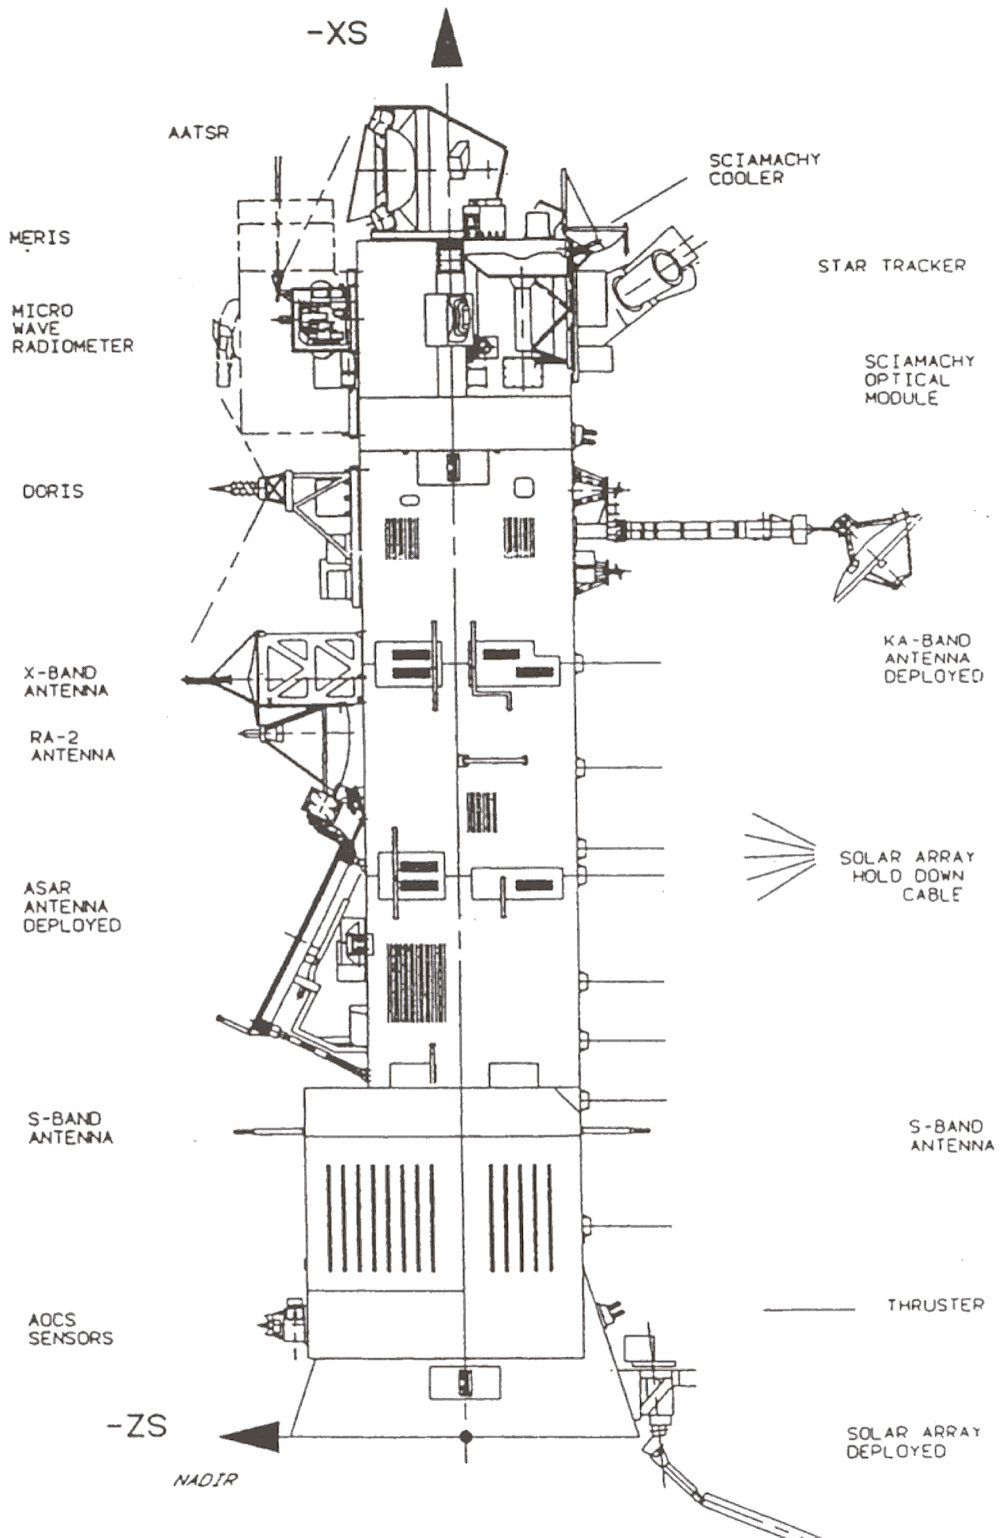 -XS
AATSR
SCIAMACHY
COOLER
MERIS
STAR TRACKER
MICRO
WAVE
RADIOMETER
SCIAMACHY
OPTICAL
MODULE
DORIS
KA-BAND
ANTENNA
DEPLOYED
X-BAND
ANTENNA
RA-2
ANTENNA
SOLAR ARRAY
HOLD DOWN
CABLE
ASAR
ANTENNA
DEPLOYED
S-BAND
ANTENNA
S-BAND
ANTENNA
THRUSTER
AOCS
SENSORS
-ZS
NADIR
SOLAR ARRAY
DEPLOYED